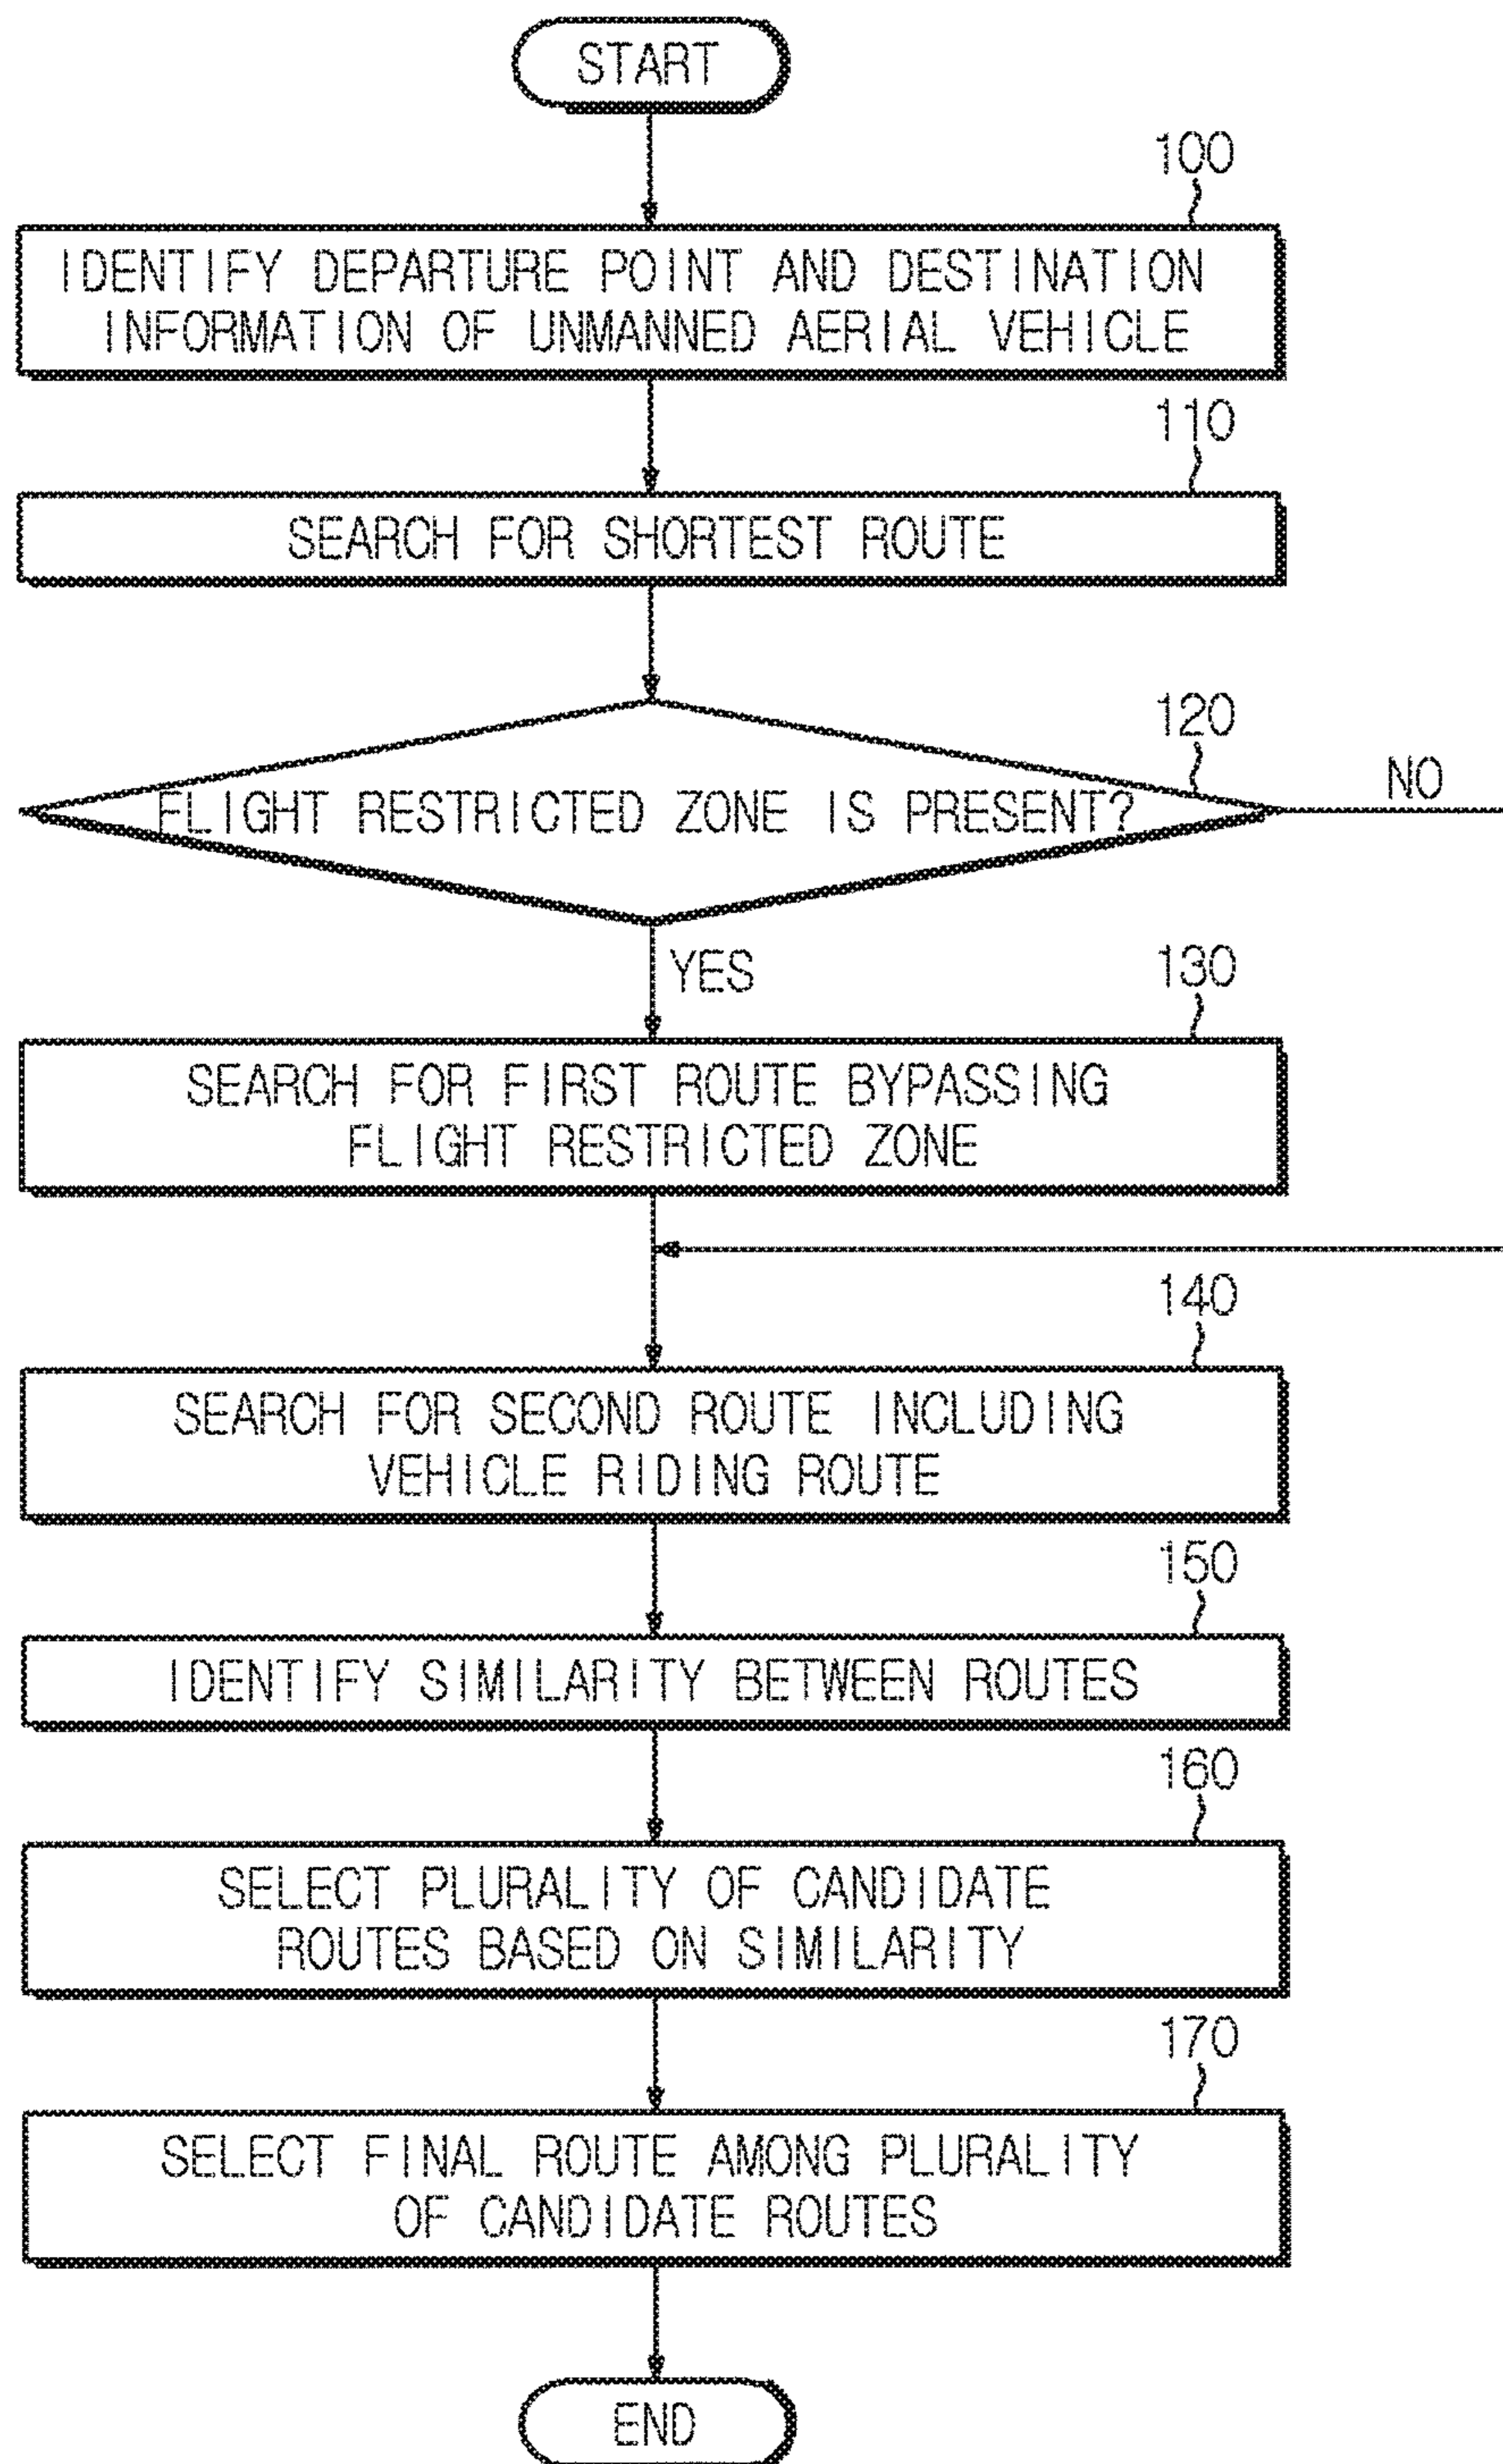 START
100
IDENTIFY DEPARTURE POINT AND DESTINATION
INFORMATION OF UNMANNED AERIAL VEHICLE
110
SEARCH FOR SHORTEST ROUTE
120
FLIGHT RESTRICTED ZONE IS PRESENT?
NO
YES
130
SEARCH FOR FIRST ROUTE BYPASSING
FLIGHT RESTRICTED ZONE
140
SEARCH FOR SECOND ROUTE INCLUDING
VEHICLE RIDING ROUTE
150
IDENTIFY SIMILARITY BETWEEN ROUTES
160
SELECT PLURALITY OF CANDIDATE
ROUTES BASED ON SIMILARITY
170
SELECT FINAL ROUTE AMONG PLURALITY
OF CANDIDATE ROUTES
END